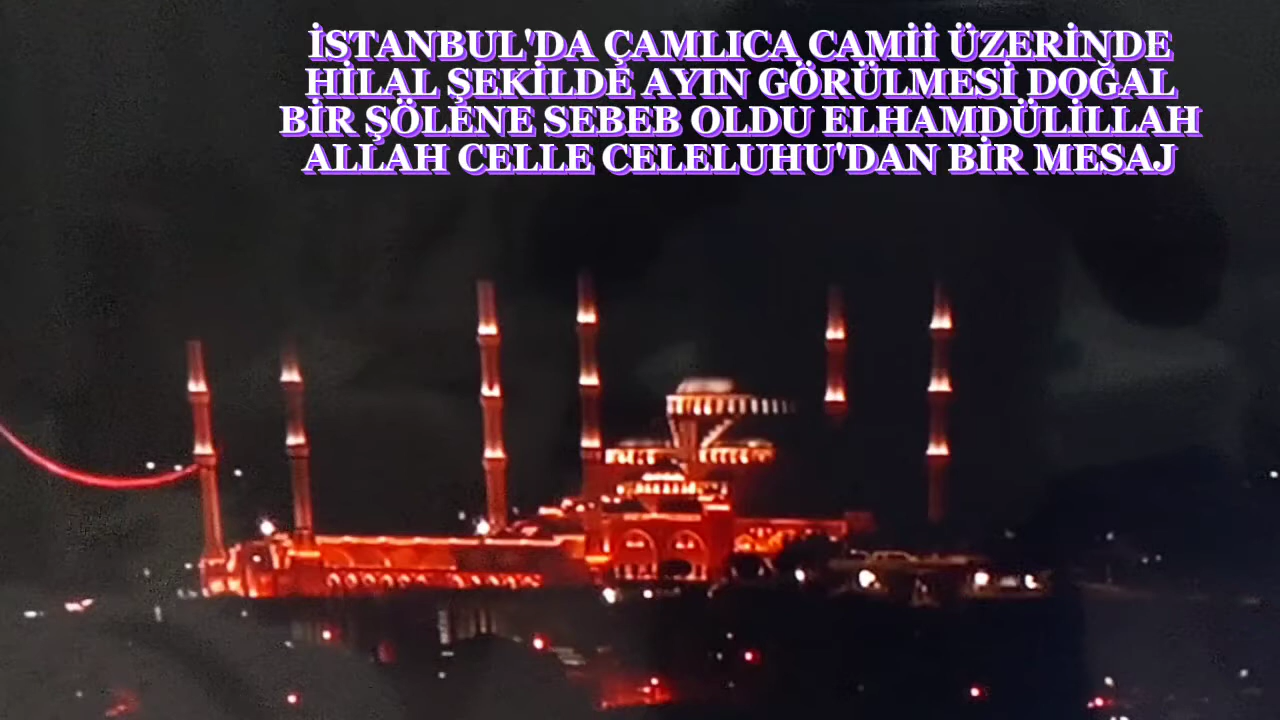 İSTANBUL'DA ÇAMLICA CAMİİ ÜZERİNDE
HİLAL ŞEKİLDE AYIN GÖRÜLMESİ DOĞAL
BİR ŞÖLENE SEBEB OLDU ELHAMDÜLİLLAH
ALLAH CELLE CELELUHU'DAN BİR MESAJ